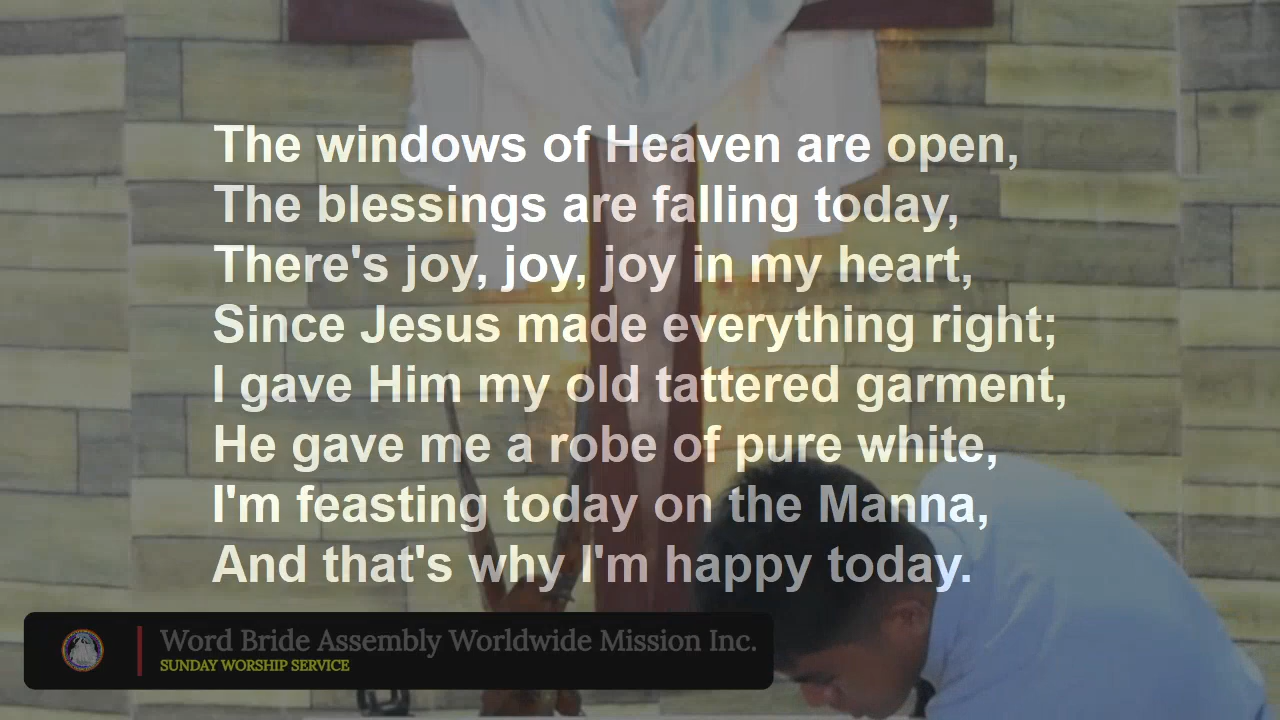 The windows of Heaven are open,
The blessings are falling today,
There's joy, joy, joy in my heart,
Since Jesus made everything right;
I gave Him my old tattered garment,
He gave me a robe of pure white,
I'm feasting today on the Manna,
And that's why I'm happy today.
Word Bride Assembly Worldwide Mission Inc.
SUNDAY WORSHIP SERVICE